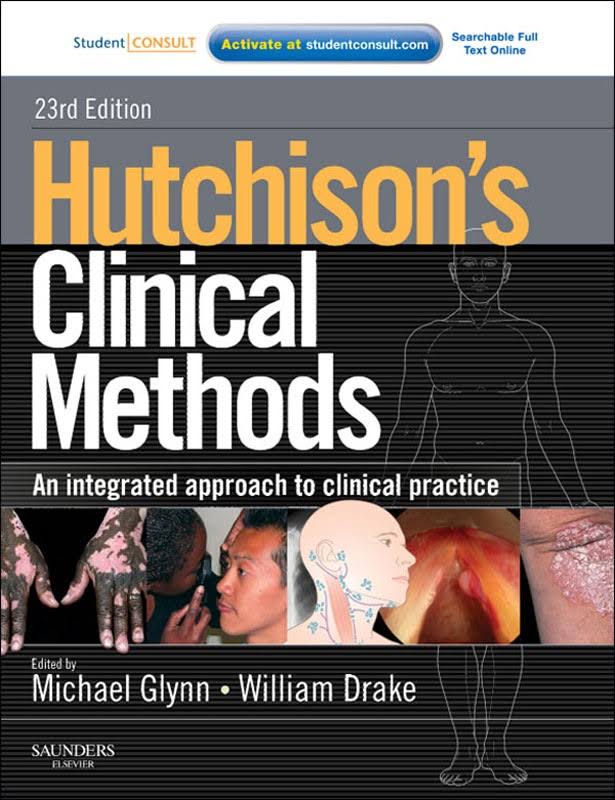 Student CONSULT
Activate at studentconsult.com
Searchable Full
Text Online
23rd Edition
Hutchison's
Clinical
Methods
An integrated approach to clinical practice
Edited by
Michael Glynn • William Drake
SAUNDERS
ELSEVIER